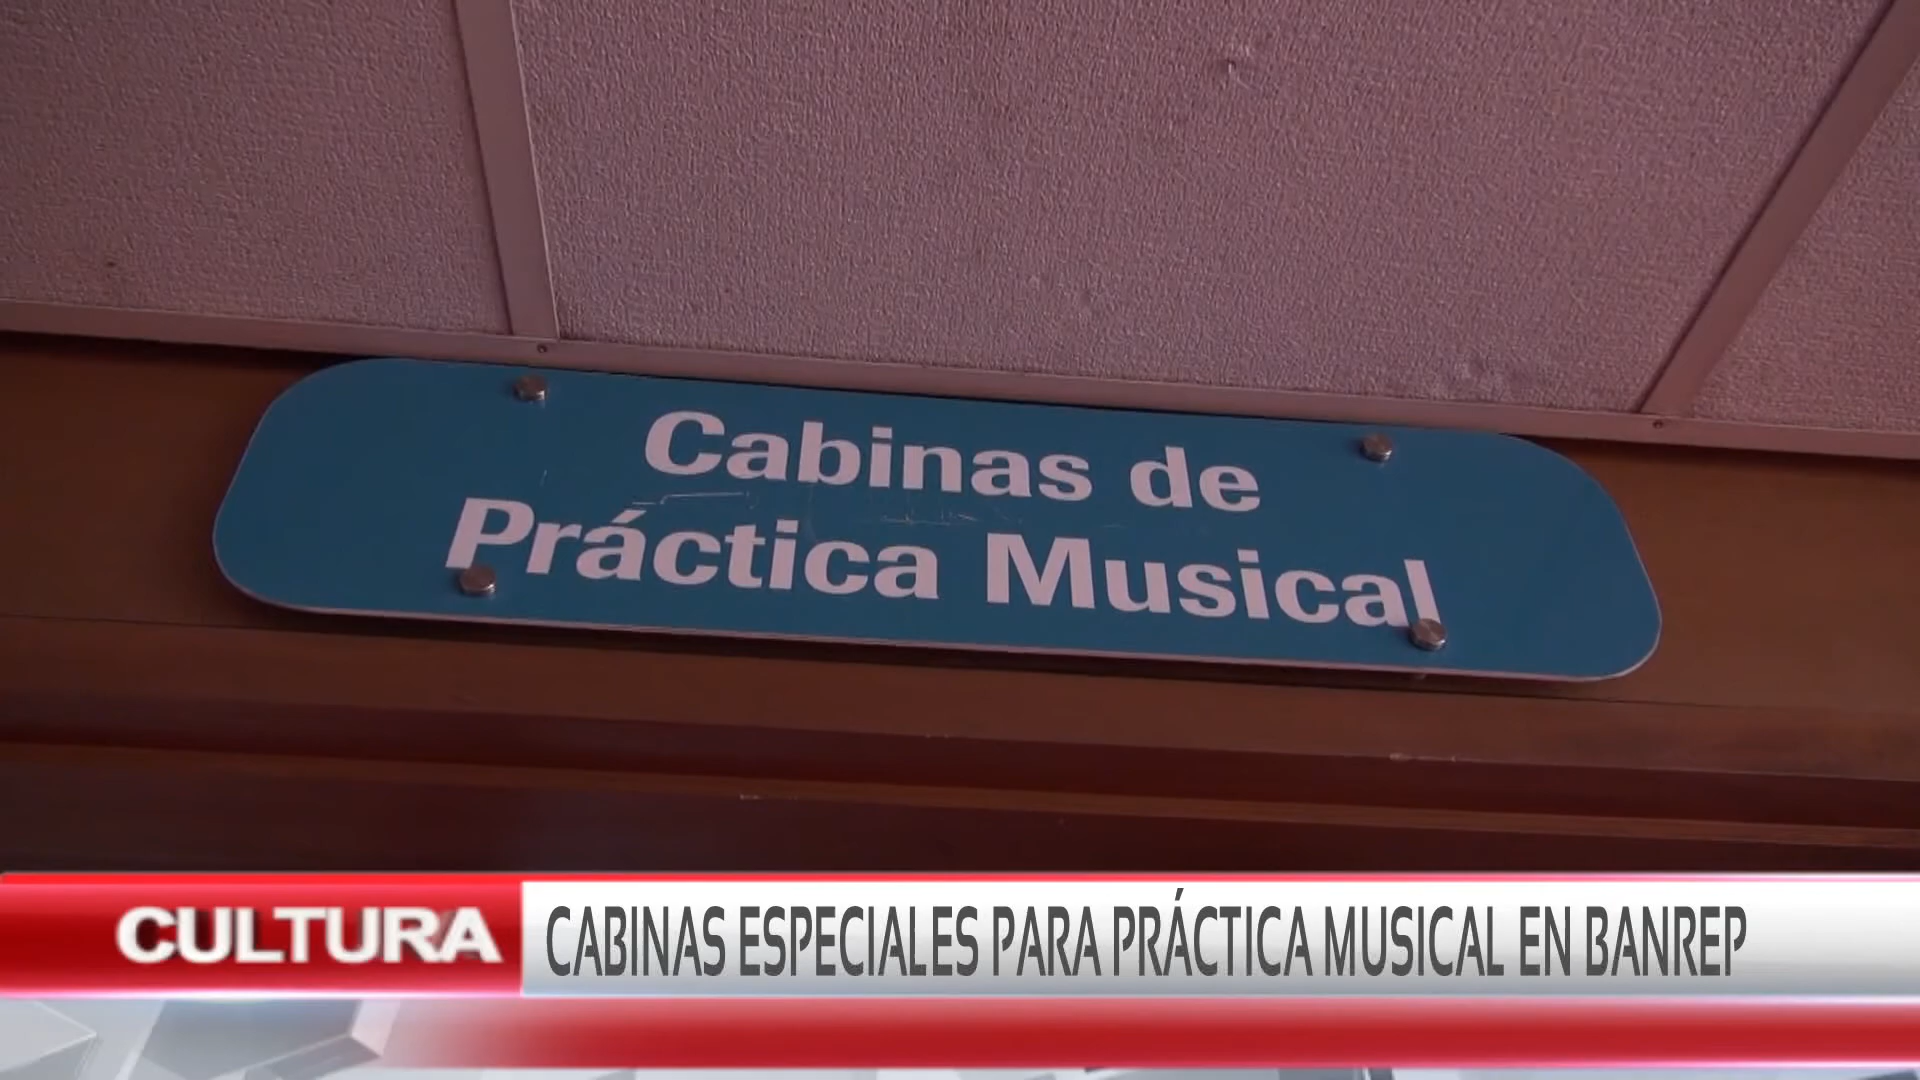 Cabinas de
Práctica Musical
CULTURA
CABINAS ESPECIALES PARA PRÁCTICA MUSICAL EN BANREP